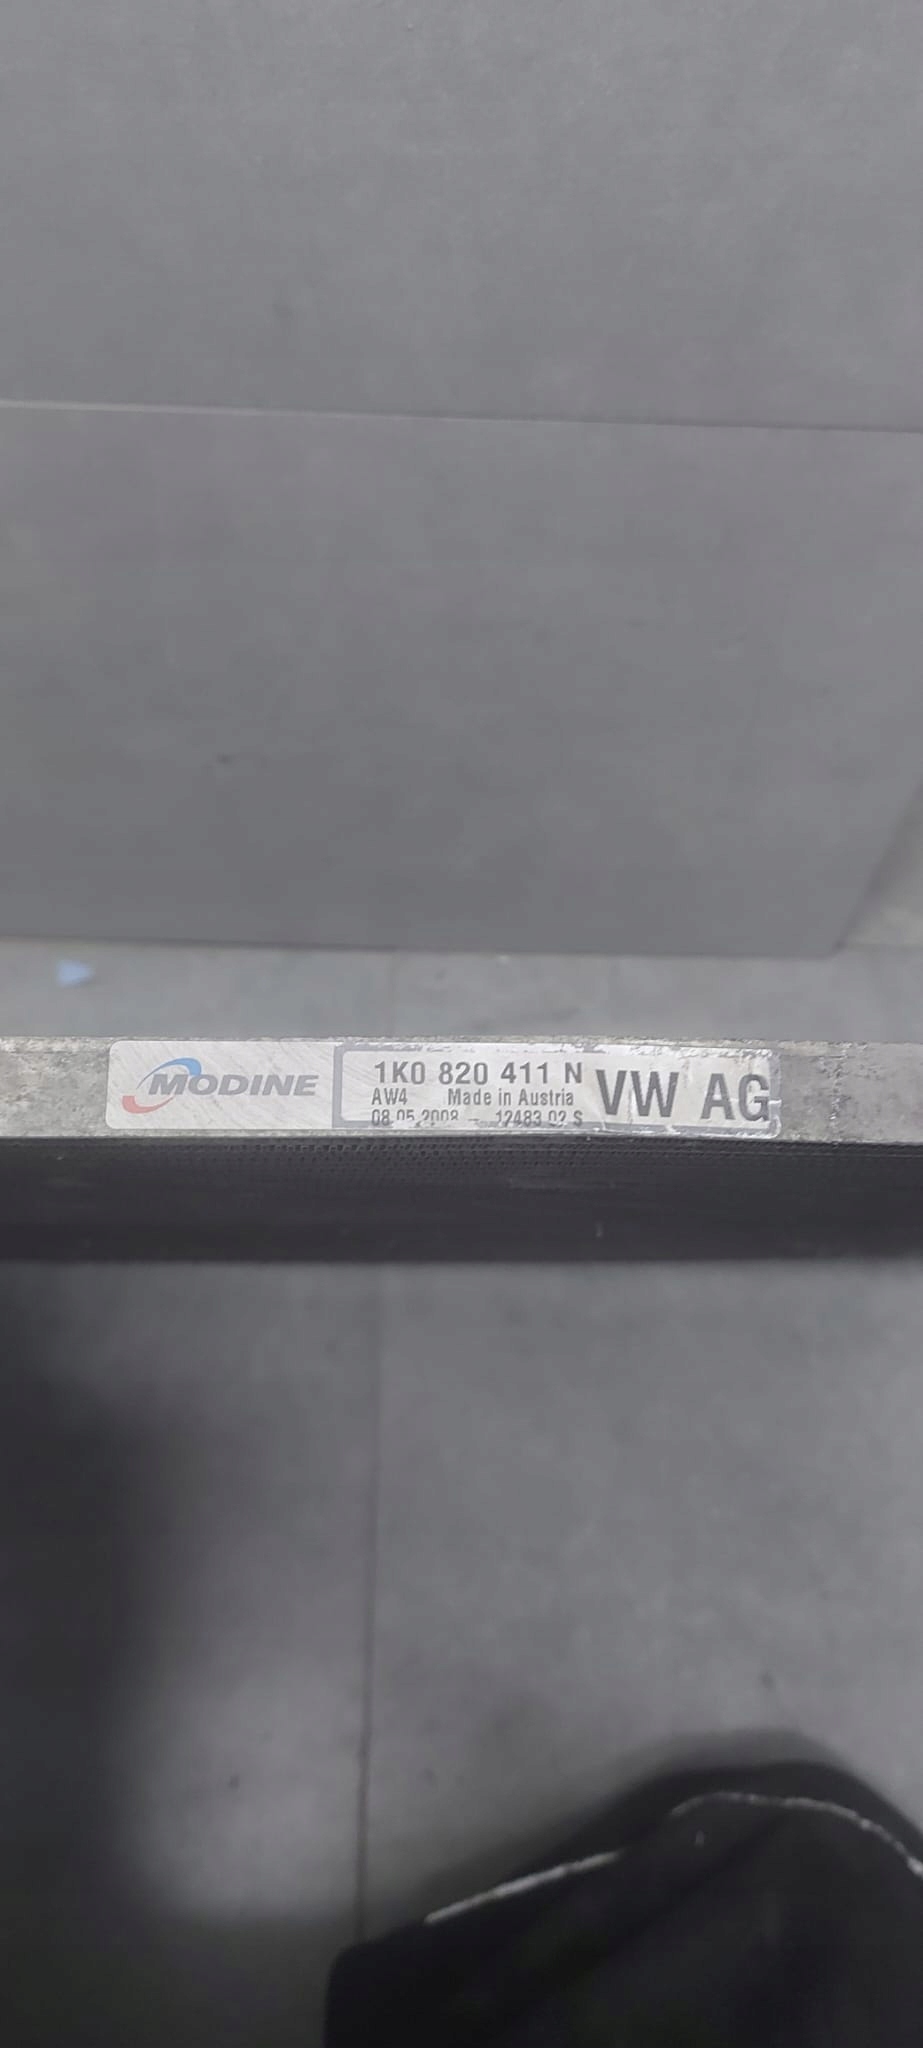 MODINE
1K0 820 411 N
AW4 Made in Austria
08.05.2008 - 12483 02 S
VW AG